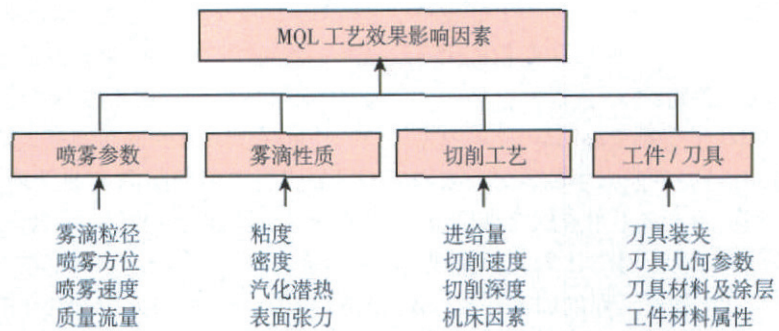 MQL 工艺效果影响因素
喷雾参数
雾滴性质
切削工艺
工件 / 刀具
雾滴粒径
喷雾方位
喷雾速度
质量流量
粘度
密度
汽化潜热
表面张力
进给量
切削速度
切削深度
机床因素
刀具装夹
刀具几何参数
刀具材料及涂层
工件材料属性